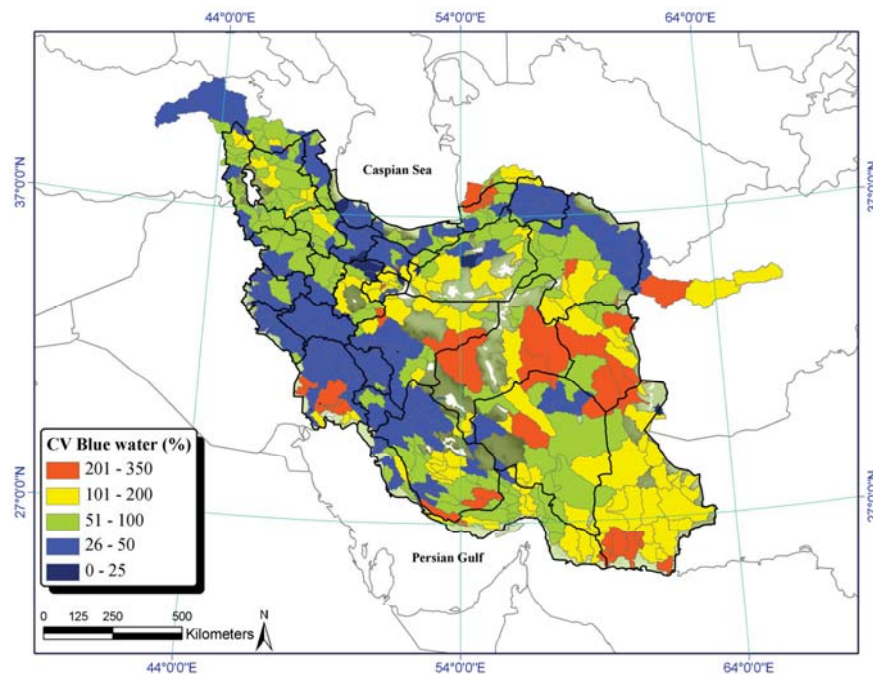 44°0'0"E 54°0'0"E 64°0'0"E
37°0'0"N
37°0'0"N
Caspian Sea
CV Blue water (%)
201 - 350
101 - 200
51 - 100
26 - 50
0 - 25
27°0'0"N
27°0'0"N
Persian Gulf
0 125 250 500
Kilometers
N
44°0'0"E 54°0'0"E 64°0'0"E